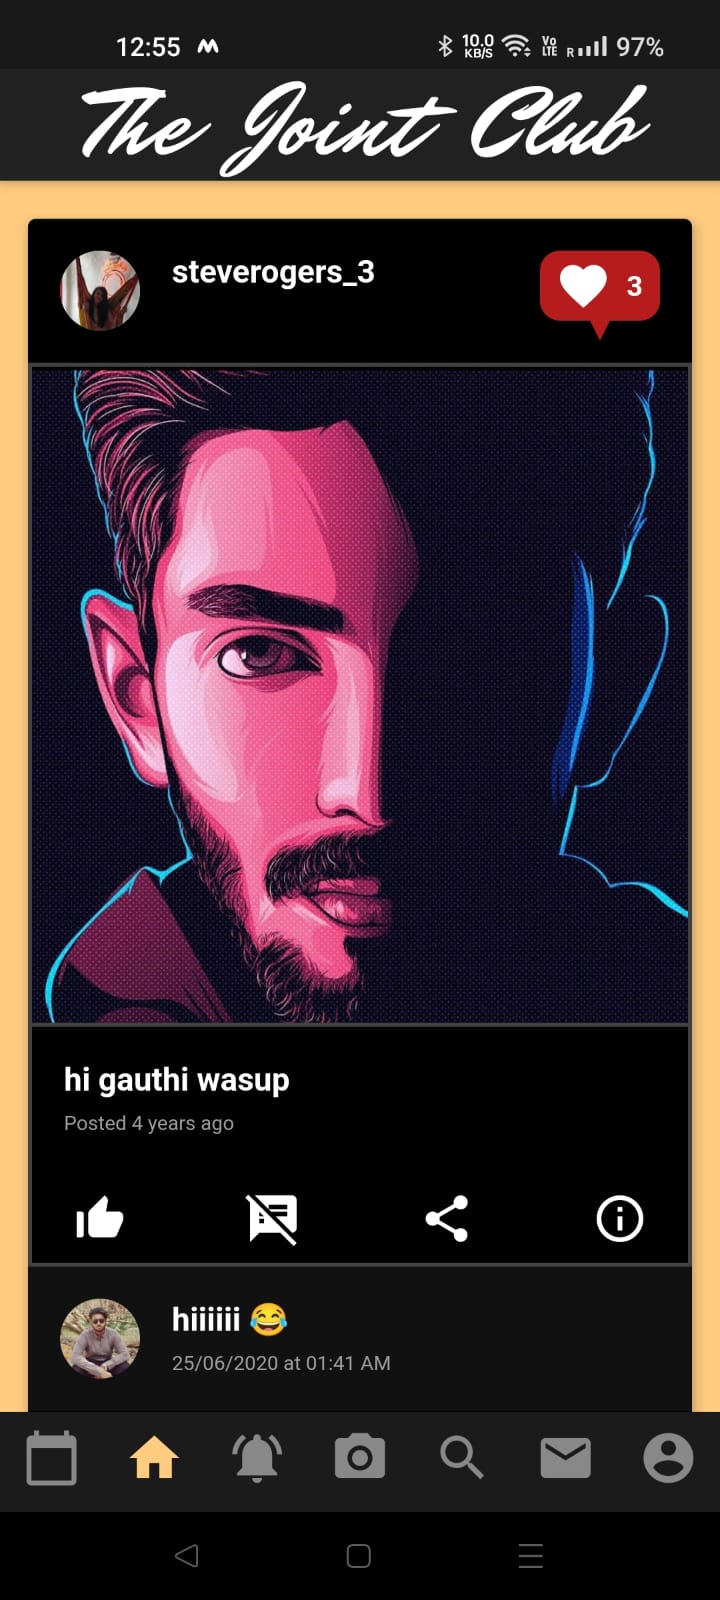 12:55
10.0
KB/S
Vo
LTE
R
97%
The Joint Club
steverogers_3
3
hi gauthi wasup
Posted 4 years ago
hiiiiii 😂
25/06/2020 at 01:41 AM